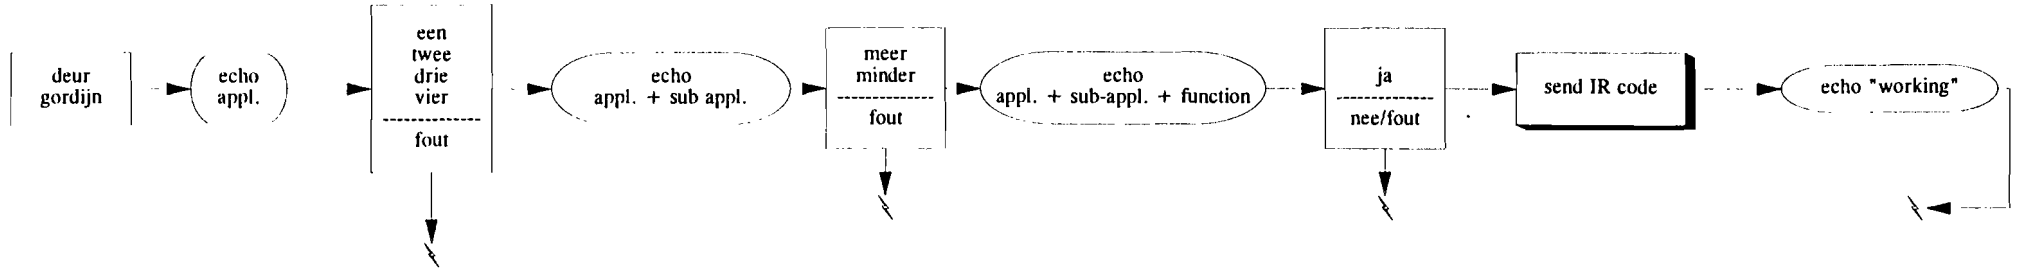 deur
gordijn
echo
appl.
een
twee
drie
vier
fout
echo
appl. + sub appl.
meer
minder
fout
echo
appl. + sub-appl. + function
ja
nee/fout
send IR code
echo "working"